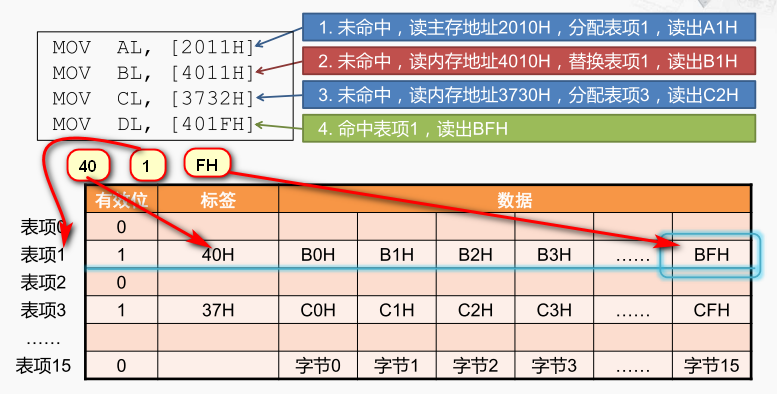 MOV AL, [2011H]
MOV BL, [4011H]
MOV CL, [3732H]
MOV DL, [401FH]
1. 未命中，读主存地址2010H，分配表项1，读出A1H
2. 未命中，读内存地址4010H，替换表项1，读出B1H
3. 未命中，读内存地址3730H，分配表项3，读出C2H
4. 命中表项1，读出BFH
40 1 FH
有效位 标签 数据
表项0 0
表项1 1 40H B0H B1H B2H B3H …… BFH
表项2 0
表项3 1 37H C0H C1H C2H C3H …… CFH
……
表项15 0 字节0 字节1 字节2 字节3 …… 字节15